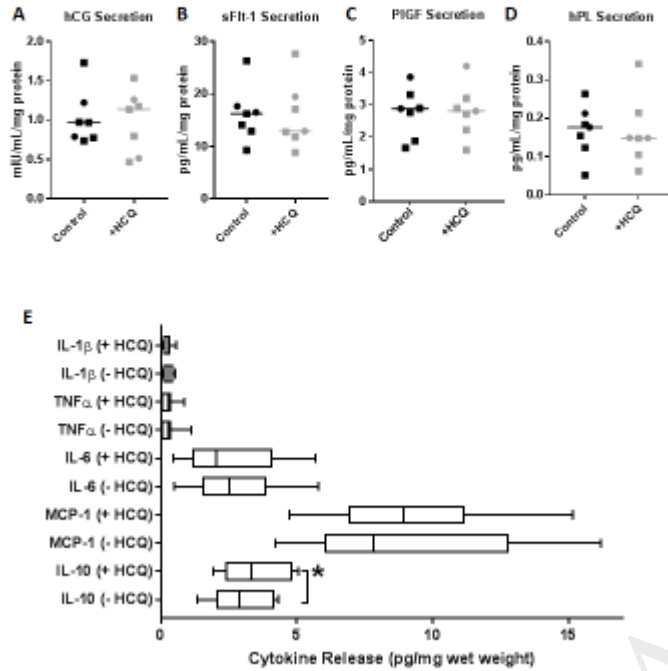 A
hCG Secretion
mIU/mL/mg protein
2.0
1.5
1.0
0.5
0.0
Control
+HCQ
B
sFlt-1 Secretion
pg/mL/mg protein
30
20
10
0
Control
+HCQ
C
PlGF Secretion
pg/mL/mg protein
5
4
3
2
1
0
Control
+HCQ
D
hPL Secretion
pg/mL/mg protein
0.4
0.3
0.2
0.1
0.0
Control
+HCQ
E
IL-1β (+ HCQ)
IL-1β (- HCQ)
TNFα (+ HCQ)
TNFα (- HCQ)
IL-6 (+ HCQ)
IL-6 (- HCQ)
MCP-1 (+ HCQ)
MCP-1 (- HCQ)
IL-10 (+ HCQ)
IL-10 (- HCQ)
*
0 5 10 15
Cytokine Release (pg/mg wet weight)